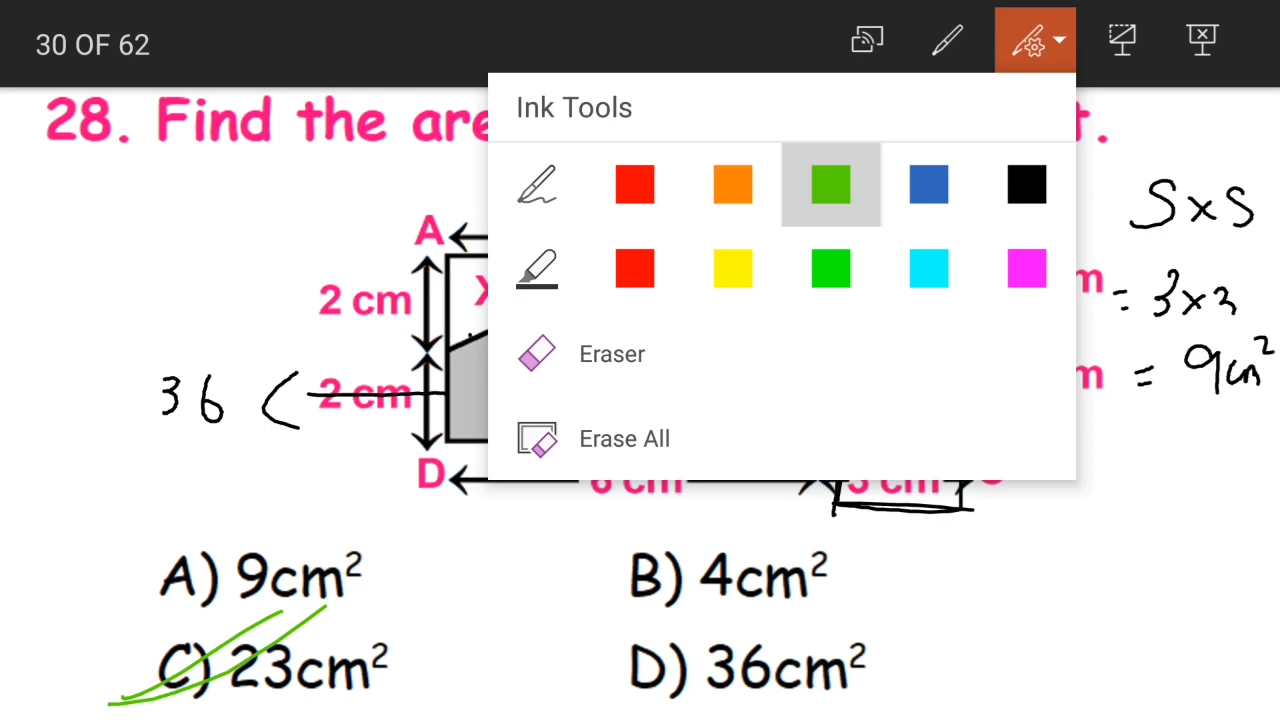 30 OF 62
Ink Tools
28. Find the are t.
S×S
A
2 cm
m
= 3×3
Eraser
36
2 cm
m
= 9cm²
Erase All
D
6 cm
3 cm
A) 9cm²
B) 4cm²
C) 23cm²
D) 36cm²